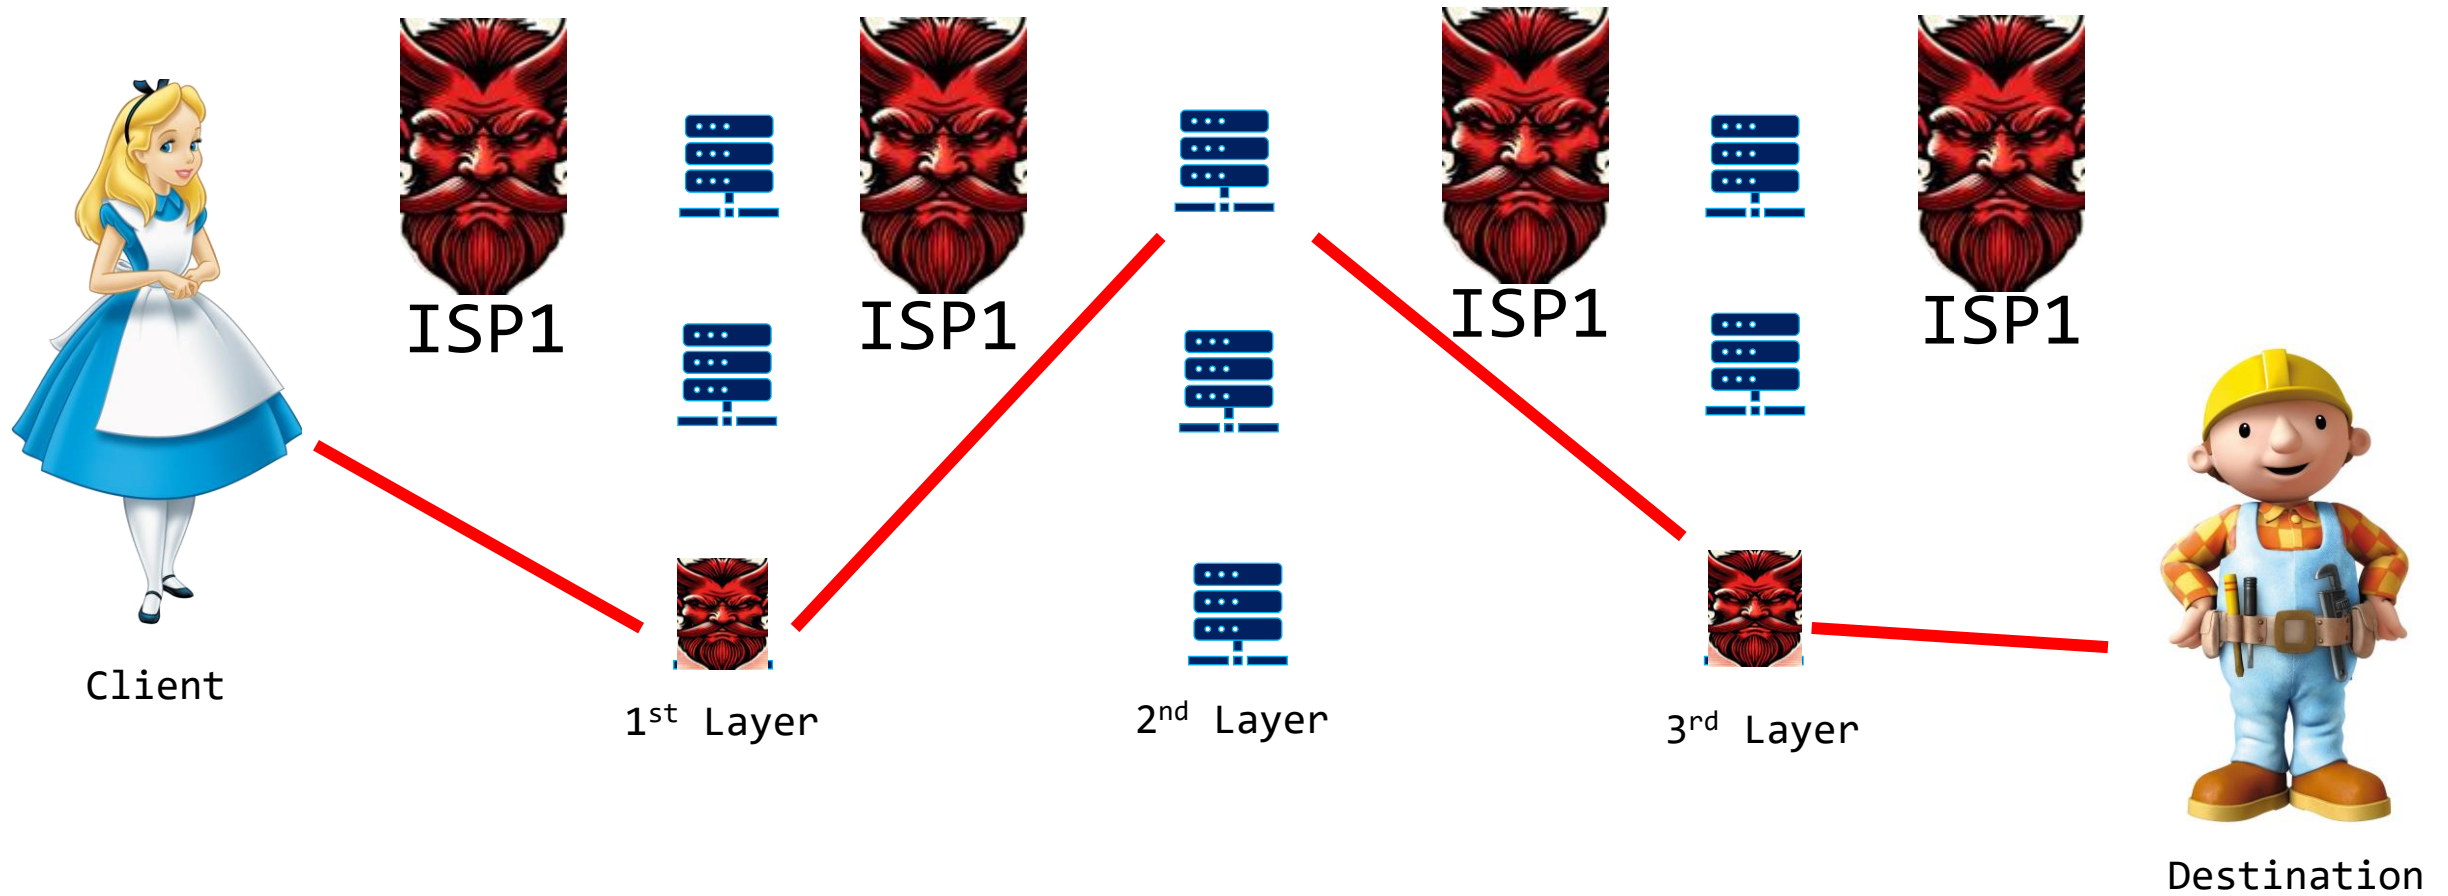 ISP1
ISP1
ISP1
ISP1
Client
1st Layer
2nd Layer
3rd Layer
Destination